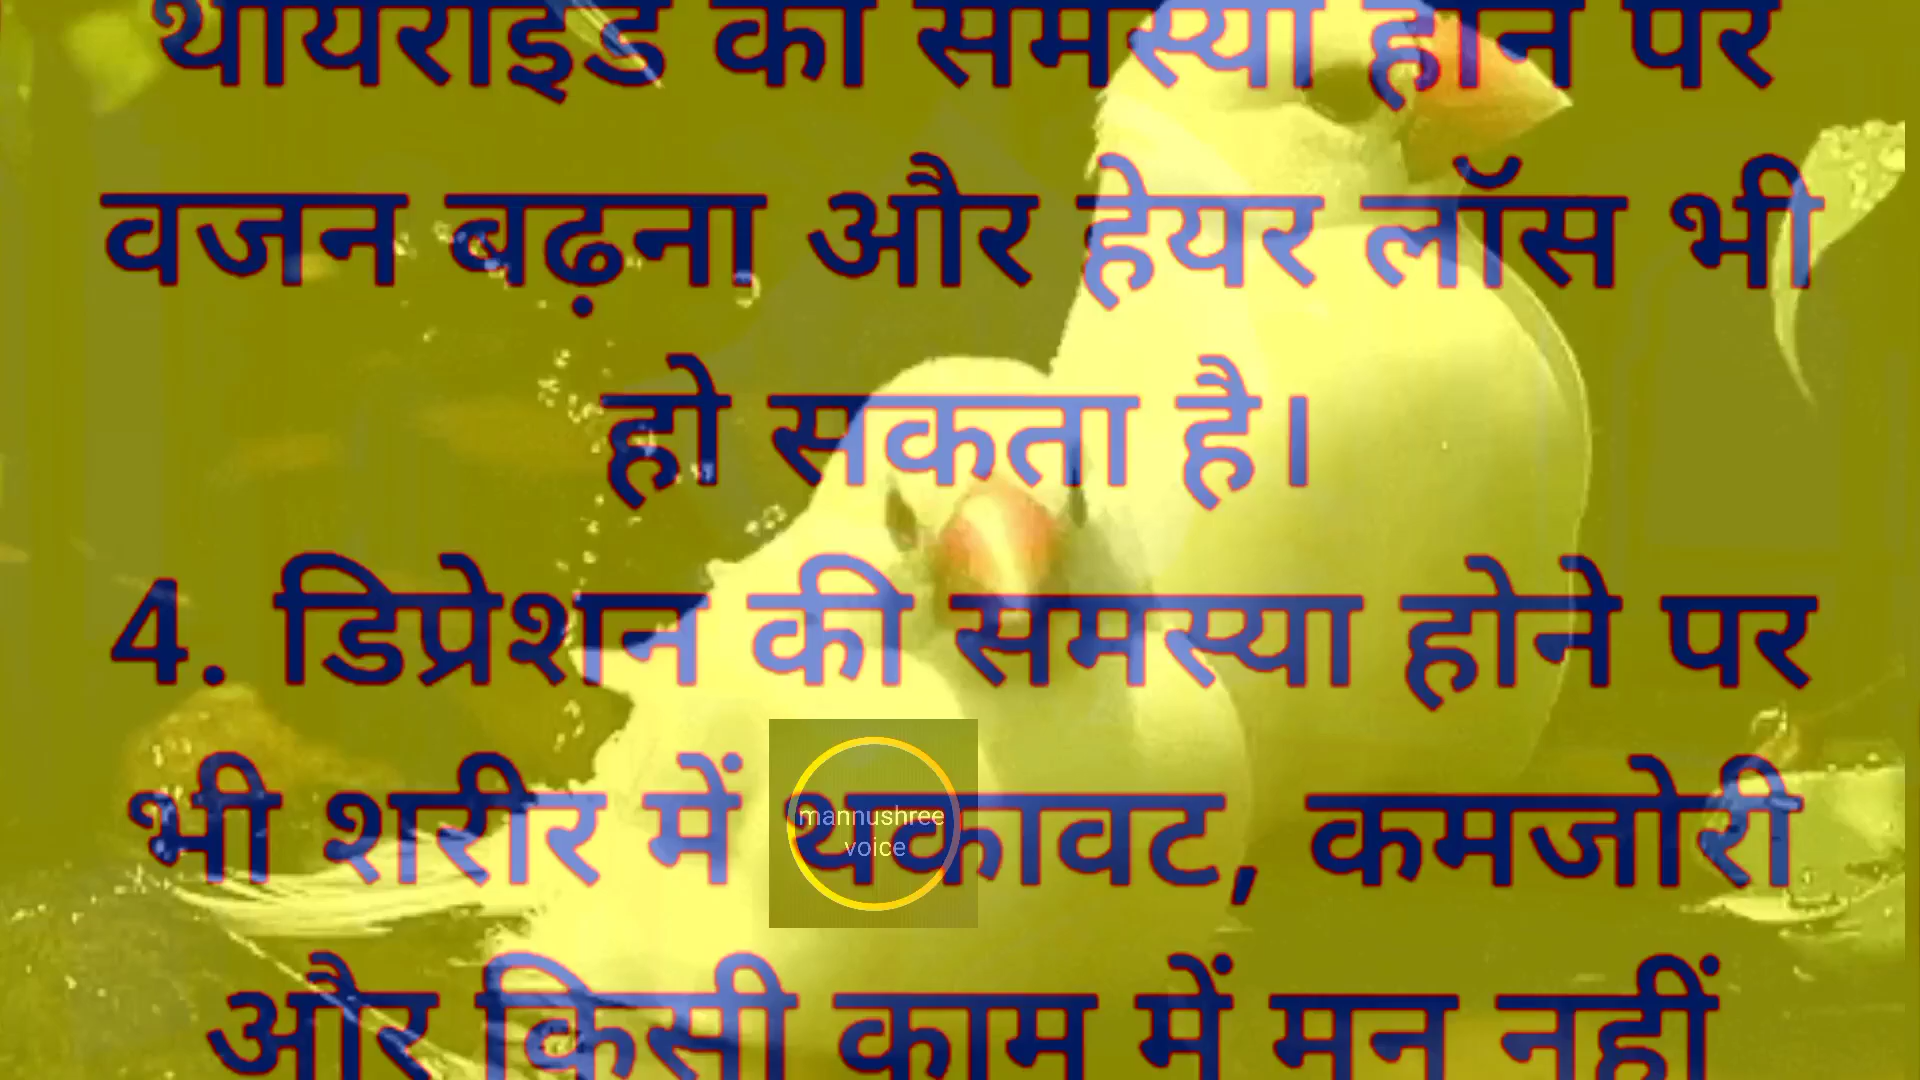 थायराइड की समस्या होने पर
वजन बढ़ना और हेयर लॉस भी
हो सकता है।
4. डिप्रेशन की समस्या होने पर
भी शरीर में थकावट, कमजोरी
mannushree
voice
और किसी काम में मन नहीं